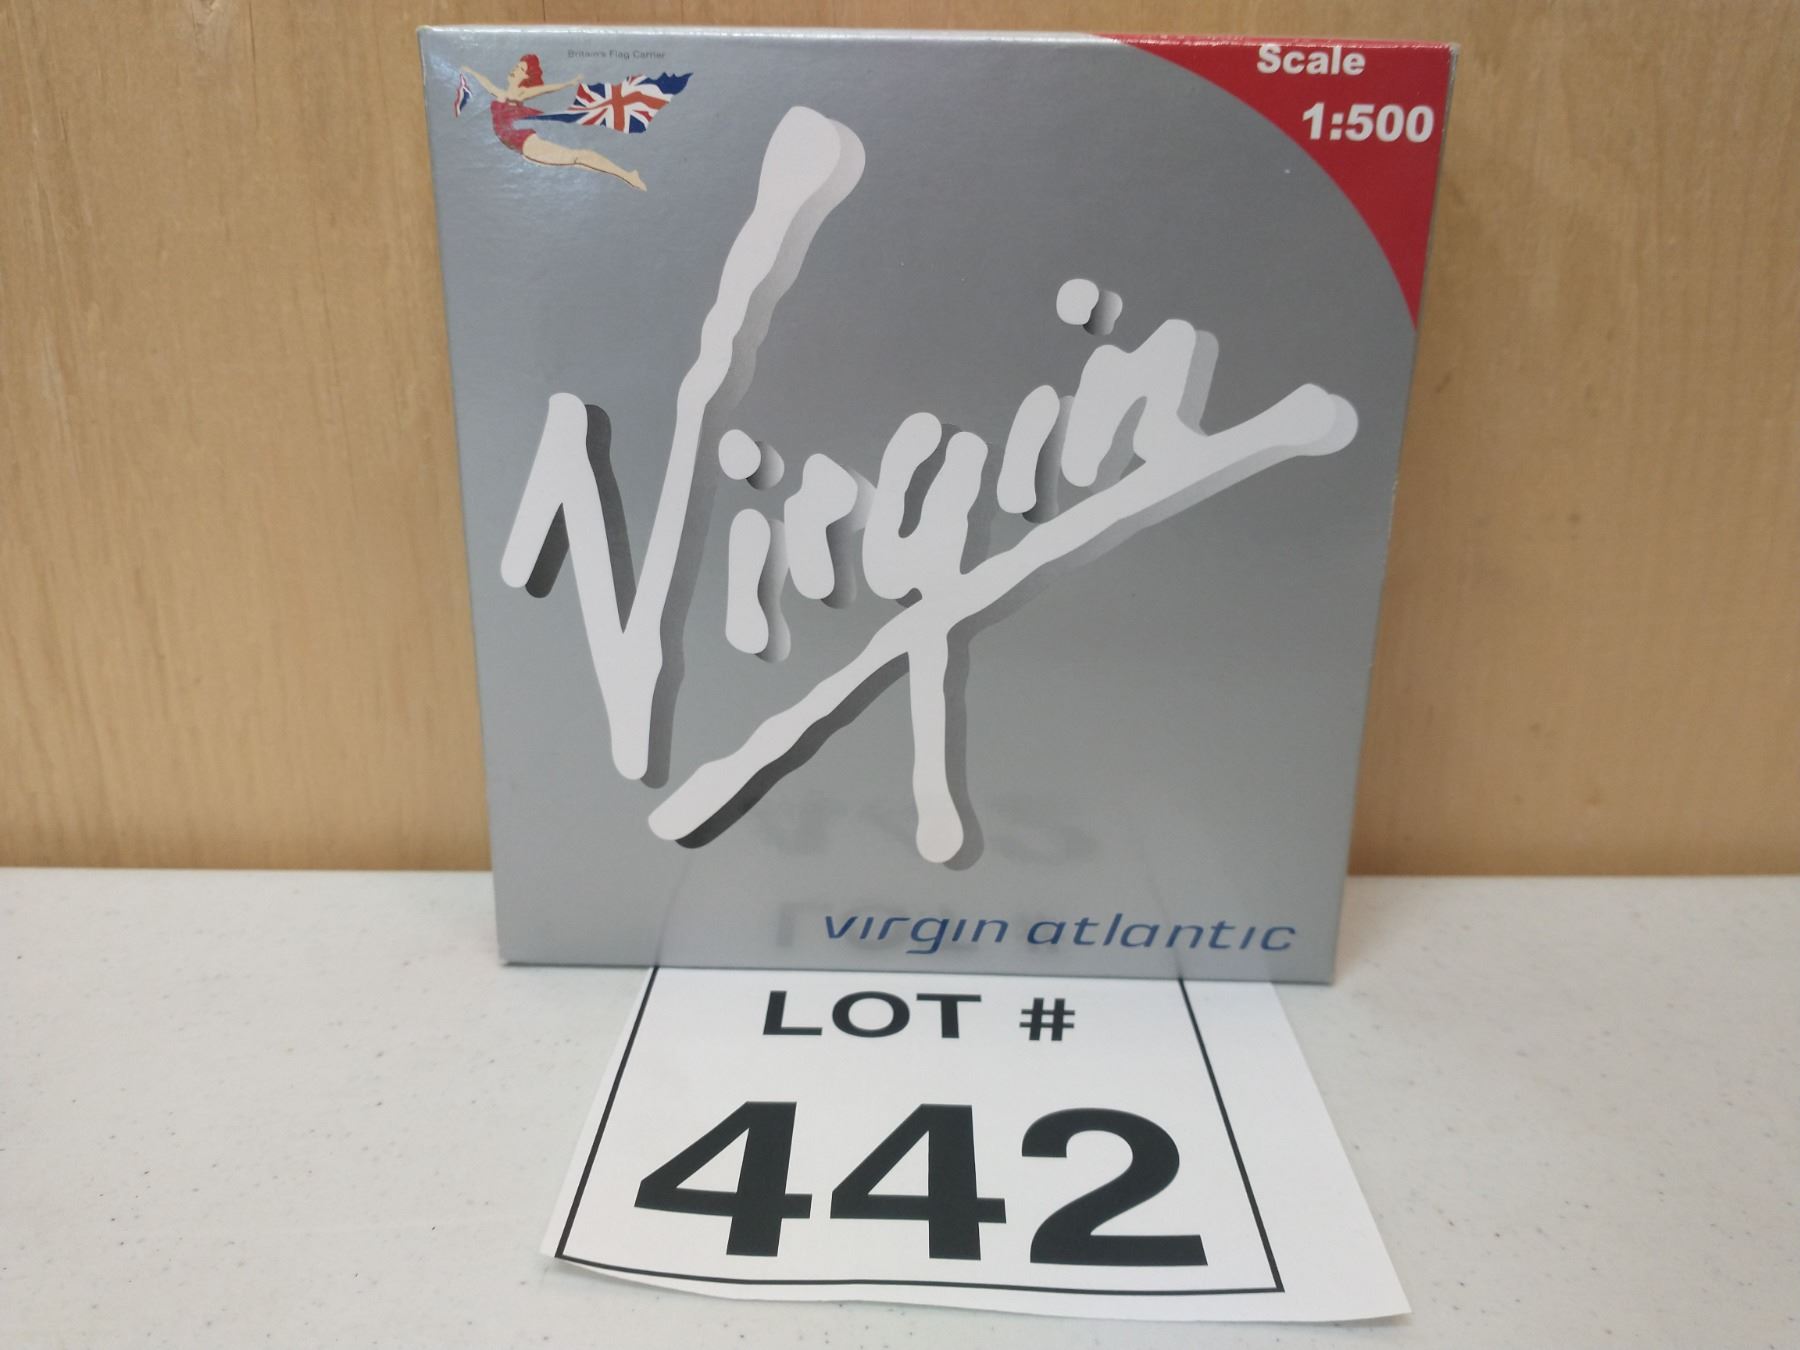 Britain's Flag Carrier
Scale
1:500
Virgin
virgin atlantic
LOT #
442